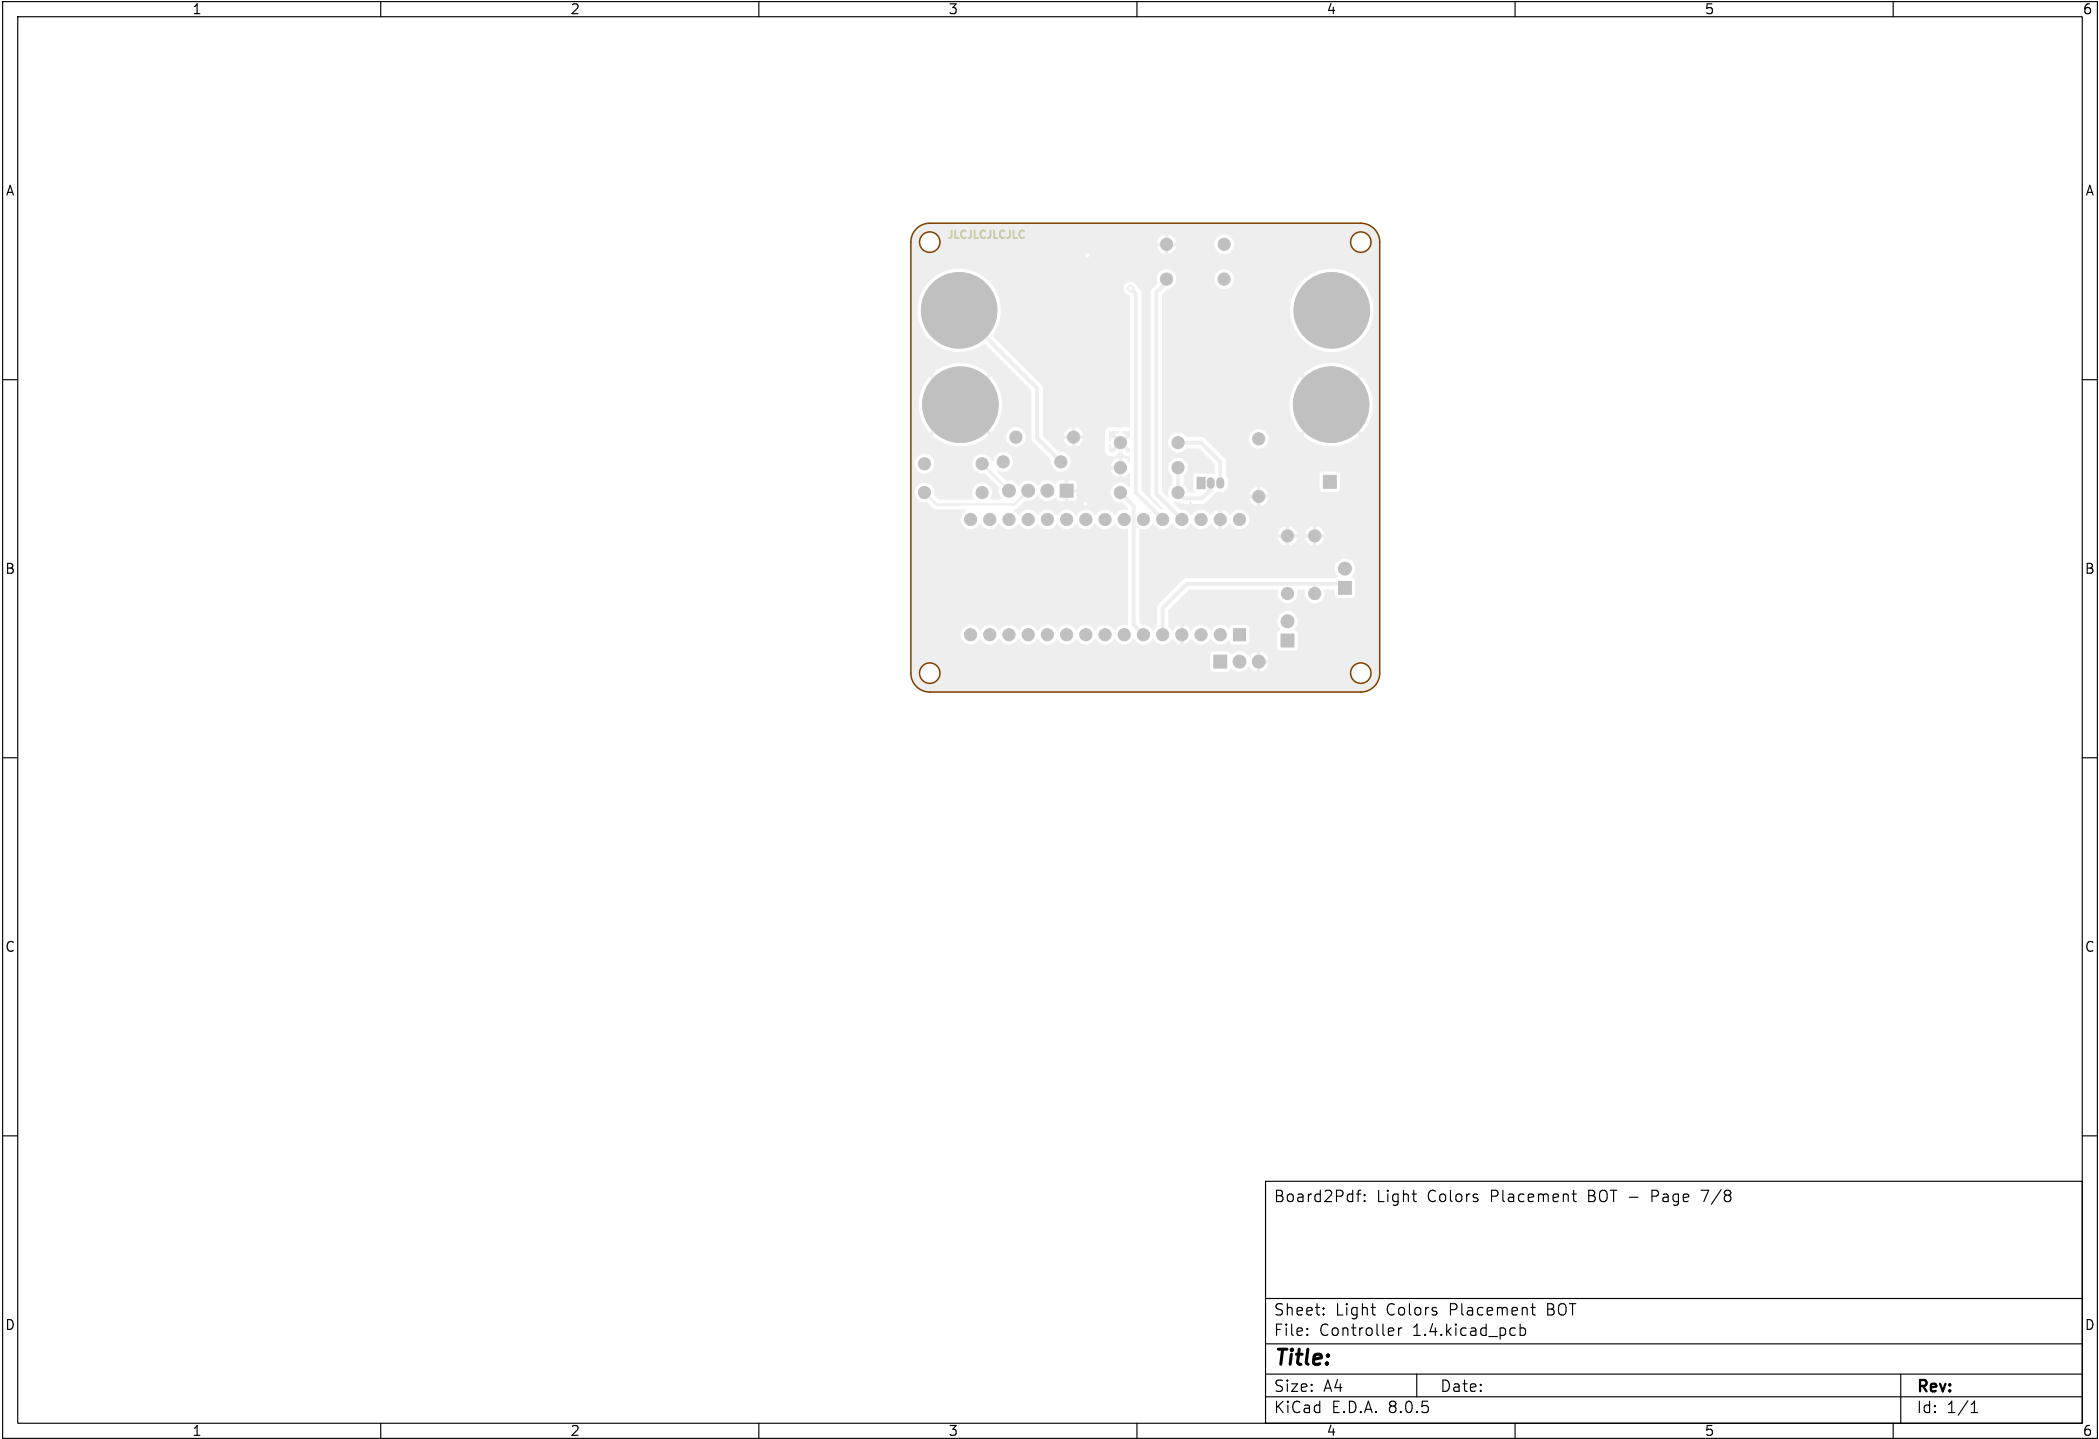 1 2 3 4 5 6
A A
JLCJLCJLCJLC
B B
C C
Board2Pdf: Light Colors Placement BOT – Page 7/8
Sheet: Light Colors Placement BOT
File: Controller 1.4.kicad_pcb
D D
Title:
Size: A4 Date: Rev:
KiCad E.D.A. 8.0.5 Id: 1/1
1 2 3 4 5 6